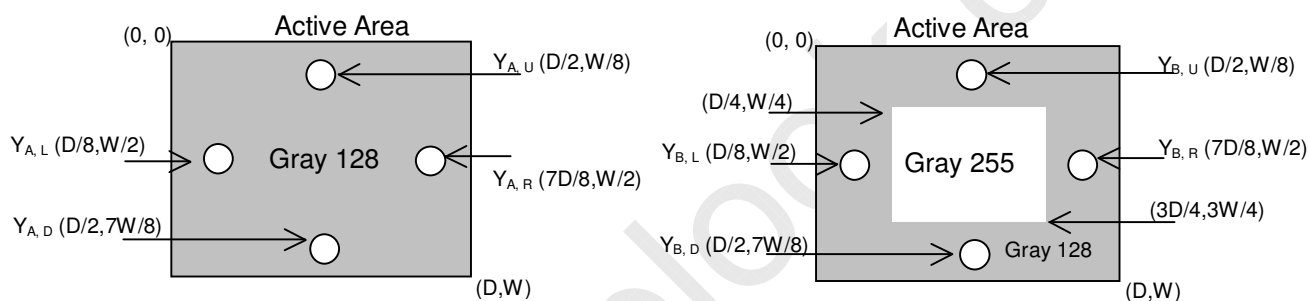 Active Area
(0, 0)
Y_A, U (D/2,W/8)
Y_A, L (D/8,W/2)
Gray 128
Y_A, R (7D/8,W/2)
Y_A, D (D/2,7W/8)
(D,W)
Active Area
(0, 0)
Y_B, U (D/2,W/8)
(D/4,W/4)
Y_B, L (D/8,W/2)
Gray 255
Y_B, R (7D/8,W/2)
(3D/4,3W/4)
Y_B, D (D/2,7W/8)
Gray 128
(D,W)